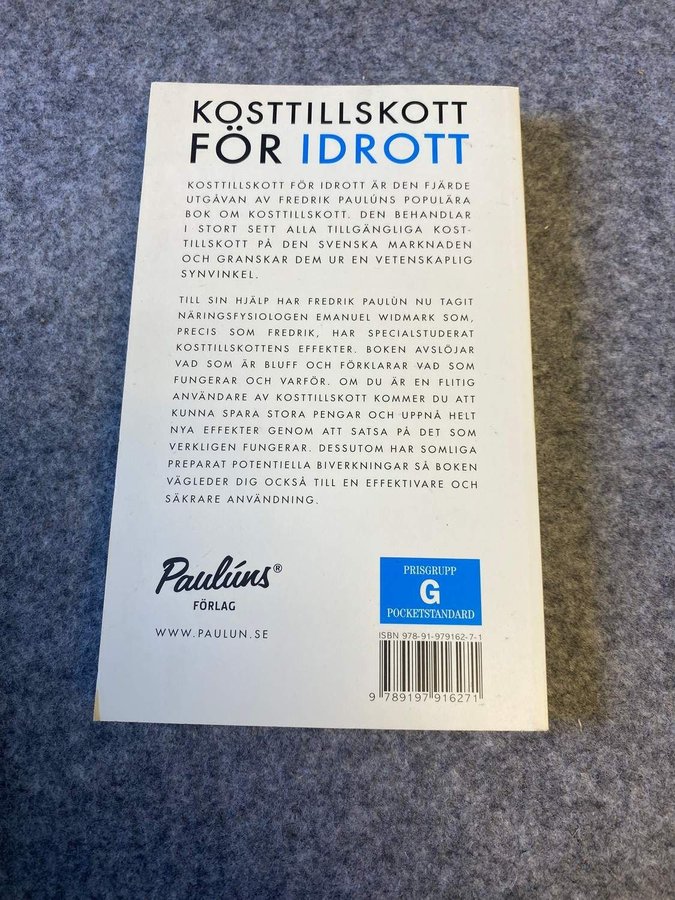 KOSTTILLSKOTT
FÖR IDROTT
KOSTTILLSKOTT FÖR IDROTT ÄR DEN FJÄRDE
UTGÅVAN AV FREDRIK PAULÚNS POPULÄRA
BOK OM KOSTTILLSKOTT. DEN BEHANDLAR
I STORT SETT ALLA TILLGÄNGLIGA KOST-
TILLSKOTT PÅ DEN SVENSKA MARKNADEN
OCH GRANSKAR DEM UR EN VETENSKAPLIG
SYNVINKEL.
TILL SIN HJÄLP HAR FREDRIK PAULÙN NU TAGIT
NÄRINGSFYSIOLOGEN EMANUEL WIDMARK SOM,
PRECIS SOM FREDRIK, HAR SPECIALSTUDERAT
KOSTTILLSKOTTENS EFFEKTER. BOKEN AVSLÖJAR
VAD SOM ÄR BLUFF OCH FÖRKLARAR VAD SOM
FUNGERAR OCH VARFÖR. OM DU ÄR EN FLITIG
ANVÄNDARE AV KOSTTILLSKOTT KOMMER DU ATT
KUNNA SPARA STORA PENGAR OCH UPPNÅ HELT
NYA EFFEKTER GENOM ATT SATSA PÅ DET SOM
VERKLIGEN FUNGERAR. DESSUTOM HAR SOMLIGA
PREPARAT POTENTIELLA BIVERKNINGAR SÅ BOKEN
VÄGLEDER DIG OCKSÅ TILL EN EFFEKTIVARE OCH
SÄKRARE ANVÄNDNING.
Paulúns®
FÖRLAG
WWW.PAULUN.SE
PRISGRUPP
G
POCKETSTANDARD
ISBN 978-91-979162-7-1
9 789197 916271